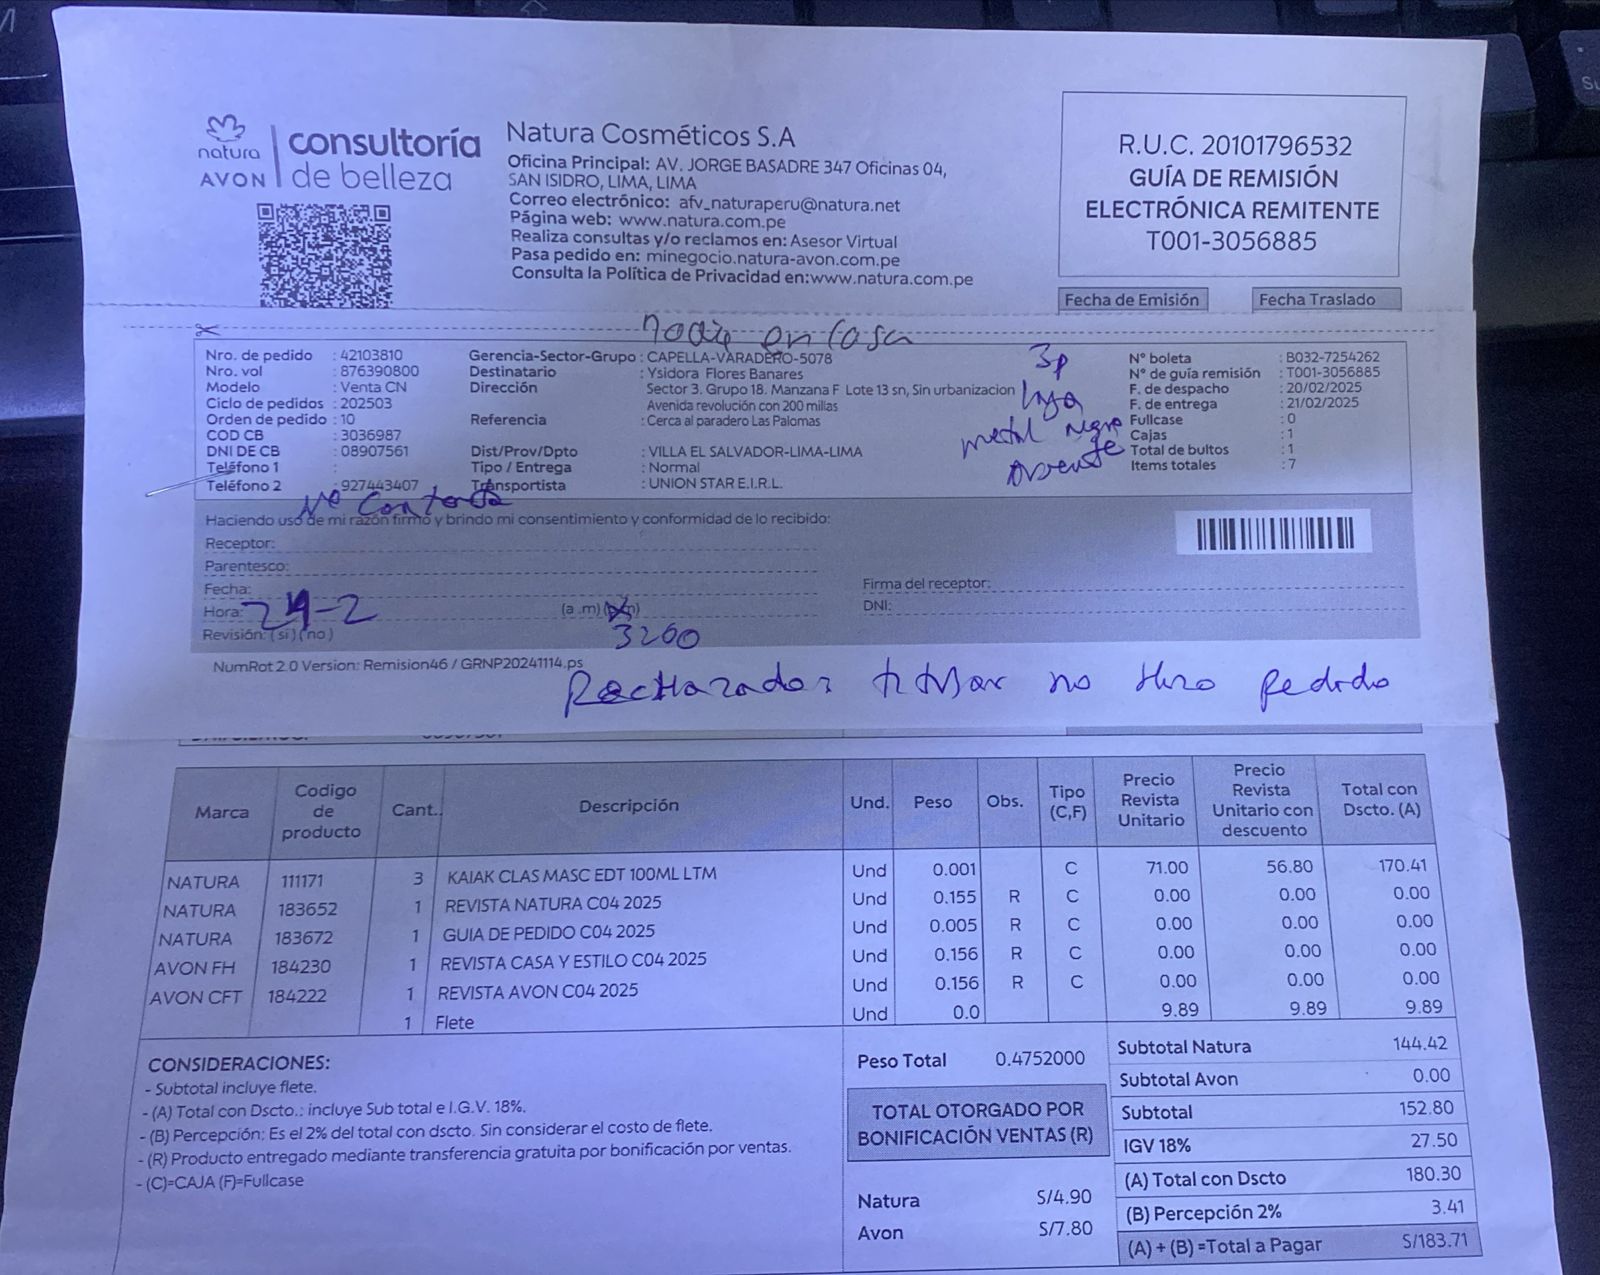 natura
AVON
consultoría
de belleza
Natura Cosméticos S.A
Oficina Principal: AV. JORGE BASADRE 347 Oficinas 04,
SAN ISIDRO, LIMA, LIMA
Correo electrónico: afv_naturaperu@natura.net
Página web: www.natura.com.pe
Realiza consultas y/o reclamos en: Asesor Virtual
Pasa pedido en: minegocio.natura-avon.com.pe
Consulta la Política de Privacidad en:www.natura.com.pe
R.U.C. 20101796532
GUÍA DE REMISIÓN
ELECTRÓNICA REMITENTE
T001-3056885
Fecha de Emisión Fecha Traslado
nadie en casa
Nro. de pedido : 42103810
Nro. vol : 876390800
Modelo : Venta CN
Ciclo de pedidos : 202503
Orden de pedido : 10
COD CB : 3036987
DNI DE CB : 08907561
Teléfono 1 :
Teléfono 2 : 927443407
No Contesta
Gerencia-Sector-Grupo : CAPELLA-VARADERO-5078
Destinatario : Ysidora Flores Banares
Dirección Sector 3. Grupo 18. Manzana F Lote 13 sn, Sin urbanizacion
Avenida revolución con 200 millas
Referencia : Cerca al paradero Las Palomas
Dist/Prov/Dpto : VILLA EL SALVADOR-LIMA-LIMA
Tipo / Entrega : Normal
Transportista : UNION STAR E.I.R.L.
3p
metal negro
N° boleta : B032-7254262
N° de guía remisión : T001-3056885
F. de despacho : 20/02/2025
F. de entrega : 21/02/2025
Fullcase : 0
Cajas : 1
Total de bultos : 1
Items totales : 7
Haciendo uso de mi razón firmo y brindo mi consentimiento y conformidad de lo recibido:
Receptor:
Parentesco:
Fecha:
Hora: 24-2 (a .m) (p.m)
3200
Revisión: ( si ) ( no )
Firma del receptor:
DNI:
NumRot 2.0 Version: Remision46 / GRNP20241114.ps
Rechazado: titular no hizo pedido
Marca Codigo de producto Cant. Descripción Und. Peso Obs. Tipo (C,F) Precio Revista Unitario Precio Revista Unitario con descuento Total con Dscto. (A)
NATURA 111171 3 KAIAK CLAS MASC EDT 100ML LTM Und 0.001 C 71.00 56.80 170.41
NATURA 183652 1 REVISTA NATURA C04 2025 Und 0.155 R C 0.00 0.00 0.00
NATURA 183672 1 GUIA DE PEDIDO C04 2025 Und 0.005 R C 0.00 0.00 0.00
AVON FH 184230 1 REVISTA CASA Y ESTILO C04 2025 Und 0.156 R C 0.00 0.00 0.00
AVON CFT 184222 1 REVISTA AVON C04 2025 Und 0.156 R C 0.00 0.00 0.00
1 Flete Und 0.0 9.89 9.89 9.89
CONSIDERACIONES:
- Subtotal incluye flete.
- (A) Total con Dscto.: incluye Sub total e I.G.V. 18%.
- (B) Percepción: Es el 2% del total con dscto. Sin considerar el costo de flete.
- (R) Producto entregado mediante transferencia gratuita por bonificación por ventas.
- (C)=CAJA (F)=Fullcase
Peso Total 0.4752000
TOTAL OTORGADO POR
BONIFICACIÓN VENTAS (R)
Natura S/4.90
Avon S/7.80
Subtotal Natura 144.42
Subtotal Avon 0.00
Subtotal 152.80
IGV 18% 27.50
(A) Total con Dscto 180.30
(B) Percepción 2% 3.41
(A) + (B) =Total a Pagar S/183.71